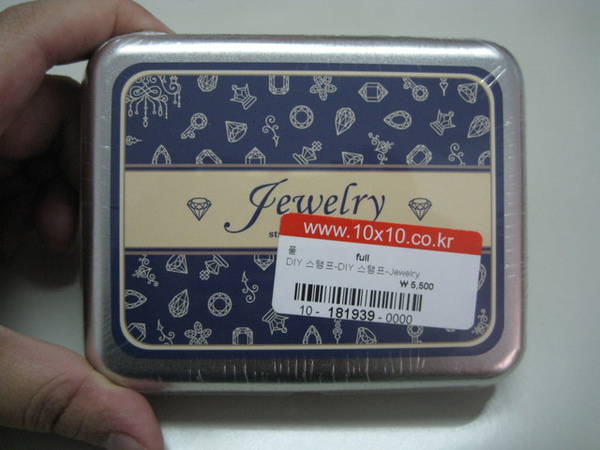 Jewelry
www.10x10.co.kr
풀 full
DIY 스탬프-DIY 스탬프-Jewelry
₩ 5,500
10 - 181939 - 0000